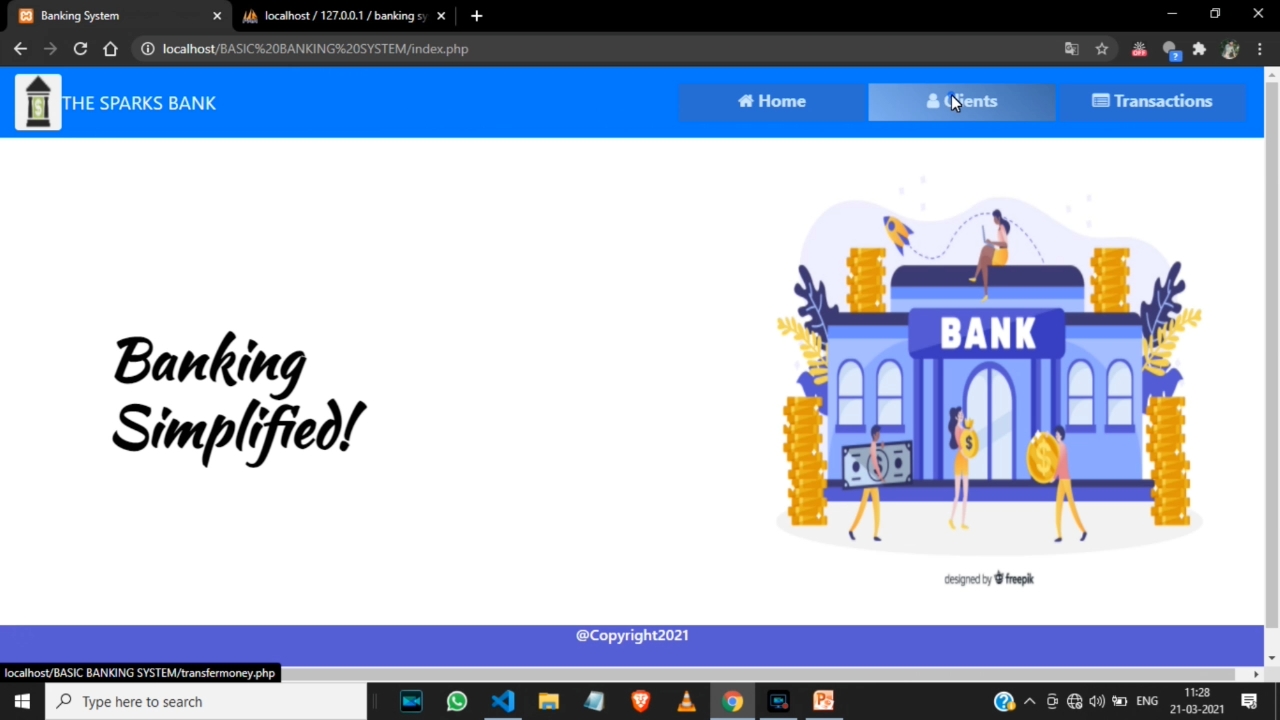 Banking System
localhost / 127.0.0.1 / banking sy
localhost/BASIC%20BANKING%20SYSTEM/index.php
OFF
?
THE SPARKS BANK
Home
Clients
Transactions
BANK
Banking
Simplified!
designed by freepik
@Copyright2021
localhost/BASIC BANKING SYSTEM/transfermoney.php
Type here to search
ENG
11:28
21-03-2021